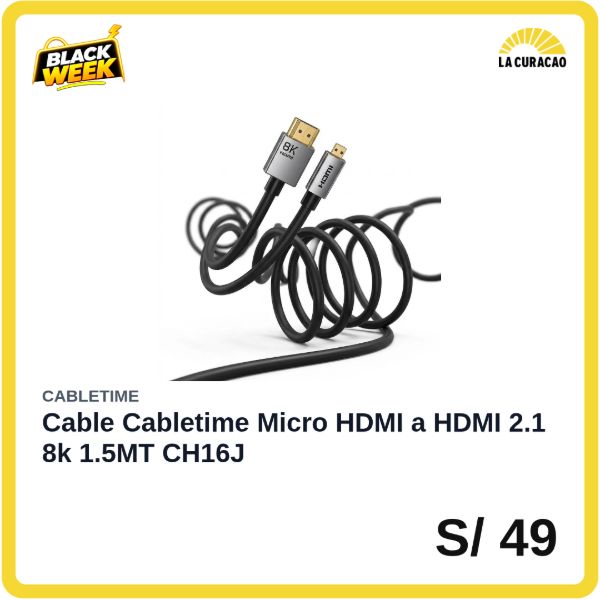 BLACK
WEEK
LA CURACAO
8K
HDMI
CABLETIME
Cable Cabletime Micro HDMI a HDMI 2.1
8k 1.5MT CH16J
S/ 49